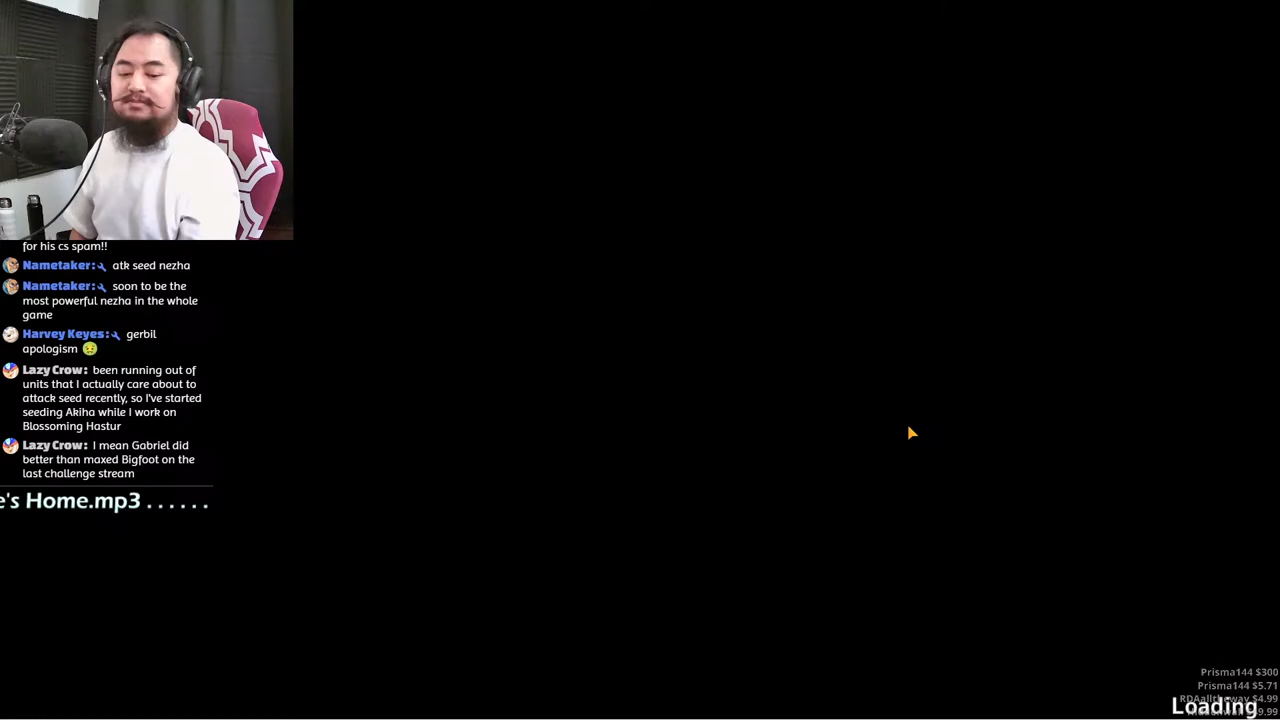 for his cs spam!!
Nametaker: atk seed nezha
Nametaker: soon to be the
most powerful nezha in the whole
game
Harvey Keyes: gerbil
apologism 🤢
Lazy Crow: been running out of
units that I actually care about to
attack seed recently, so I've started
seeding Akiha while I work on
Blossoming Hastur
Lazy Crow: I mean Gabriel did
better than maxed Bigfoot on the
last challenge stream
e's Home.mp3 . . . . . .
Prisma144 $300
Prisma144 $5.71
RDAalltheway $4.99
Loading